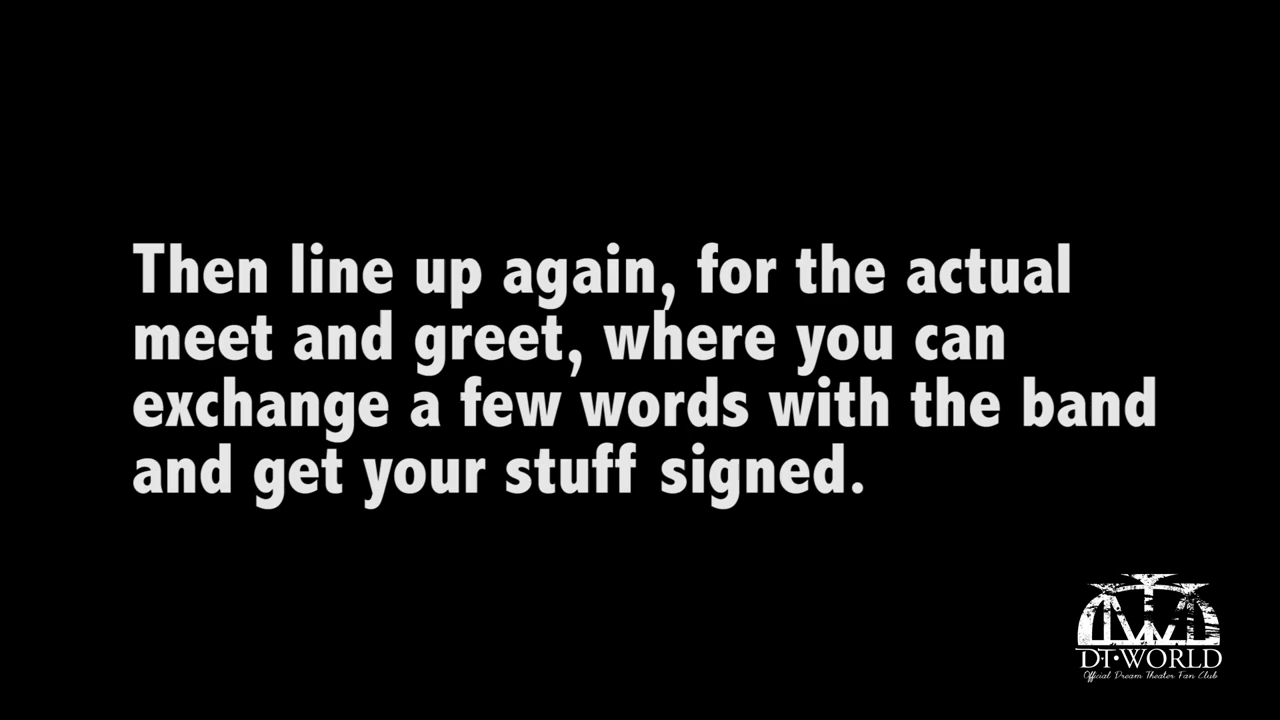 Then line up again, for the actual
meet and greet, where you can
exchange a few words with the band
and get your stuff signed.
DT·WORLD
Official Dream Theater Fan Club